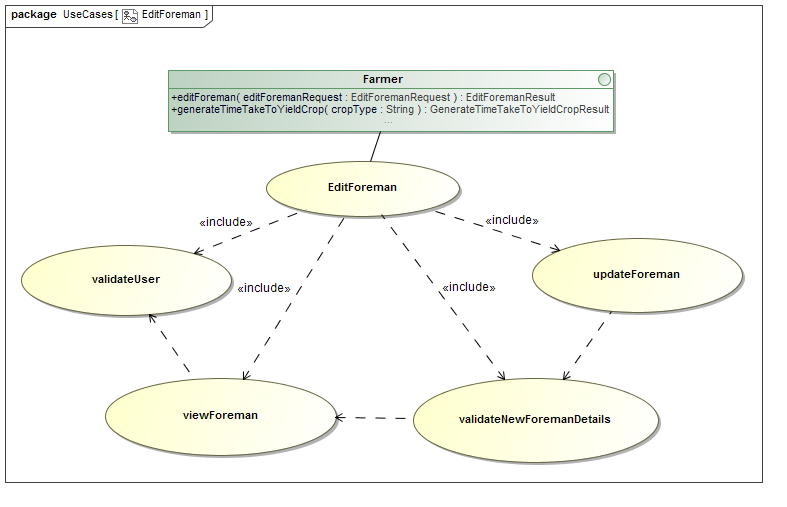 package UseCases [ EditForeman ]
Farmer
+editForeman( editForemanRequest : EditForemanRequest ) : EditForemanResult
+generateTimeTakeToYieldCrop( cropType : String ) : GenerateTimeTakeToYieldCropResult
...
EditForeman
«include»
«include»
validateUser
updateForeman
«include»
«include»
viewForeman
validateNewForemanDetails